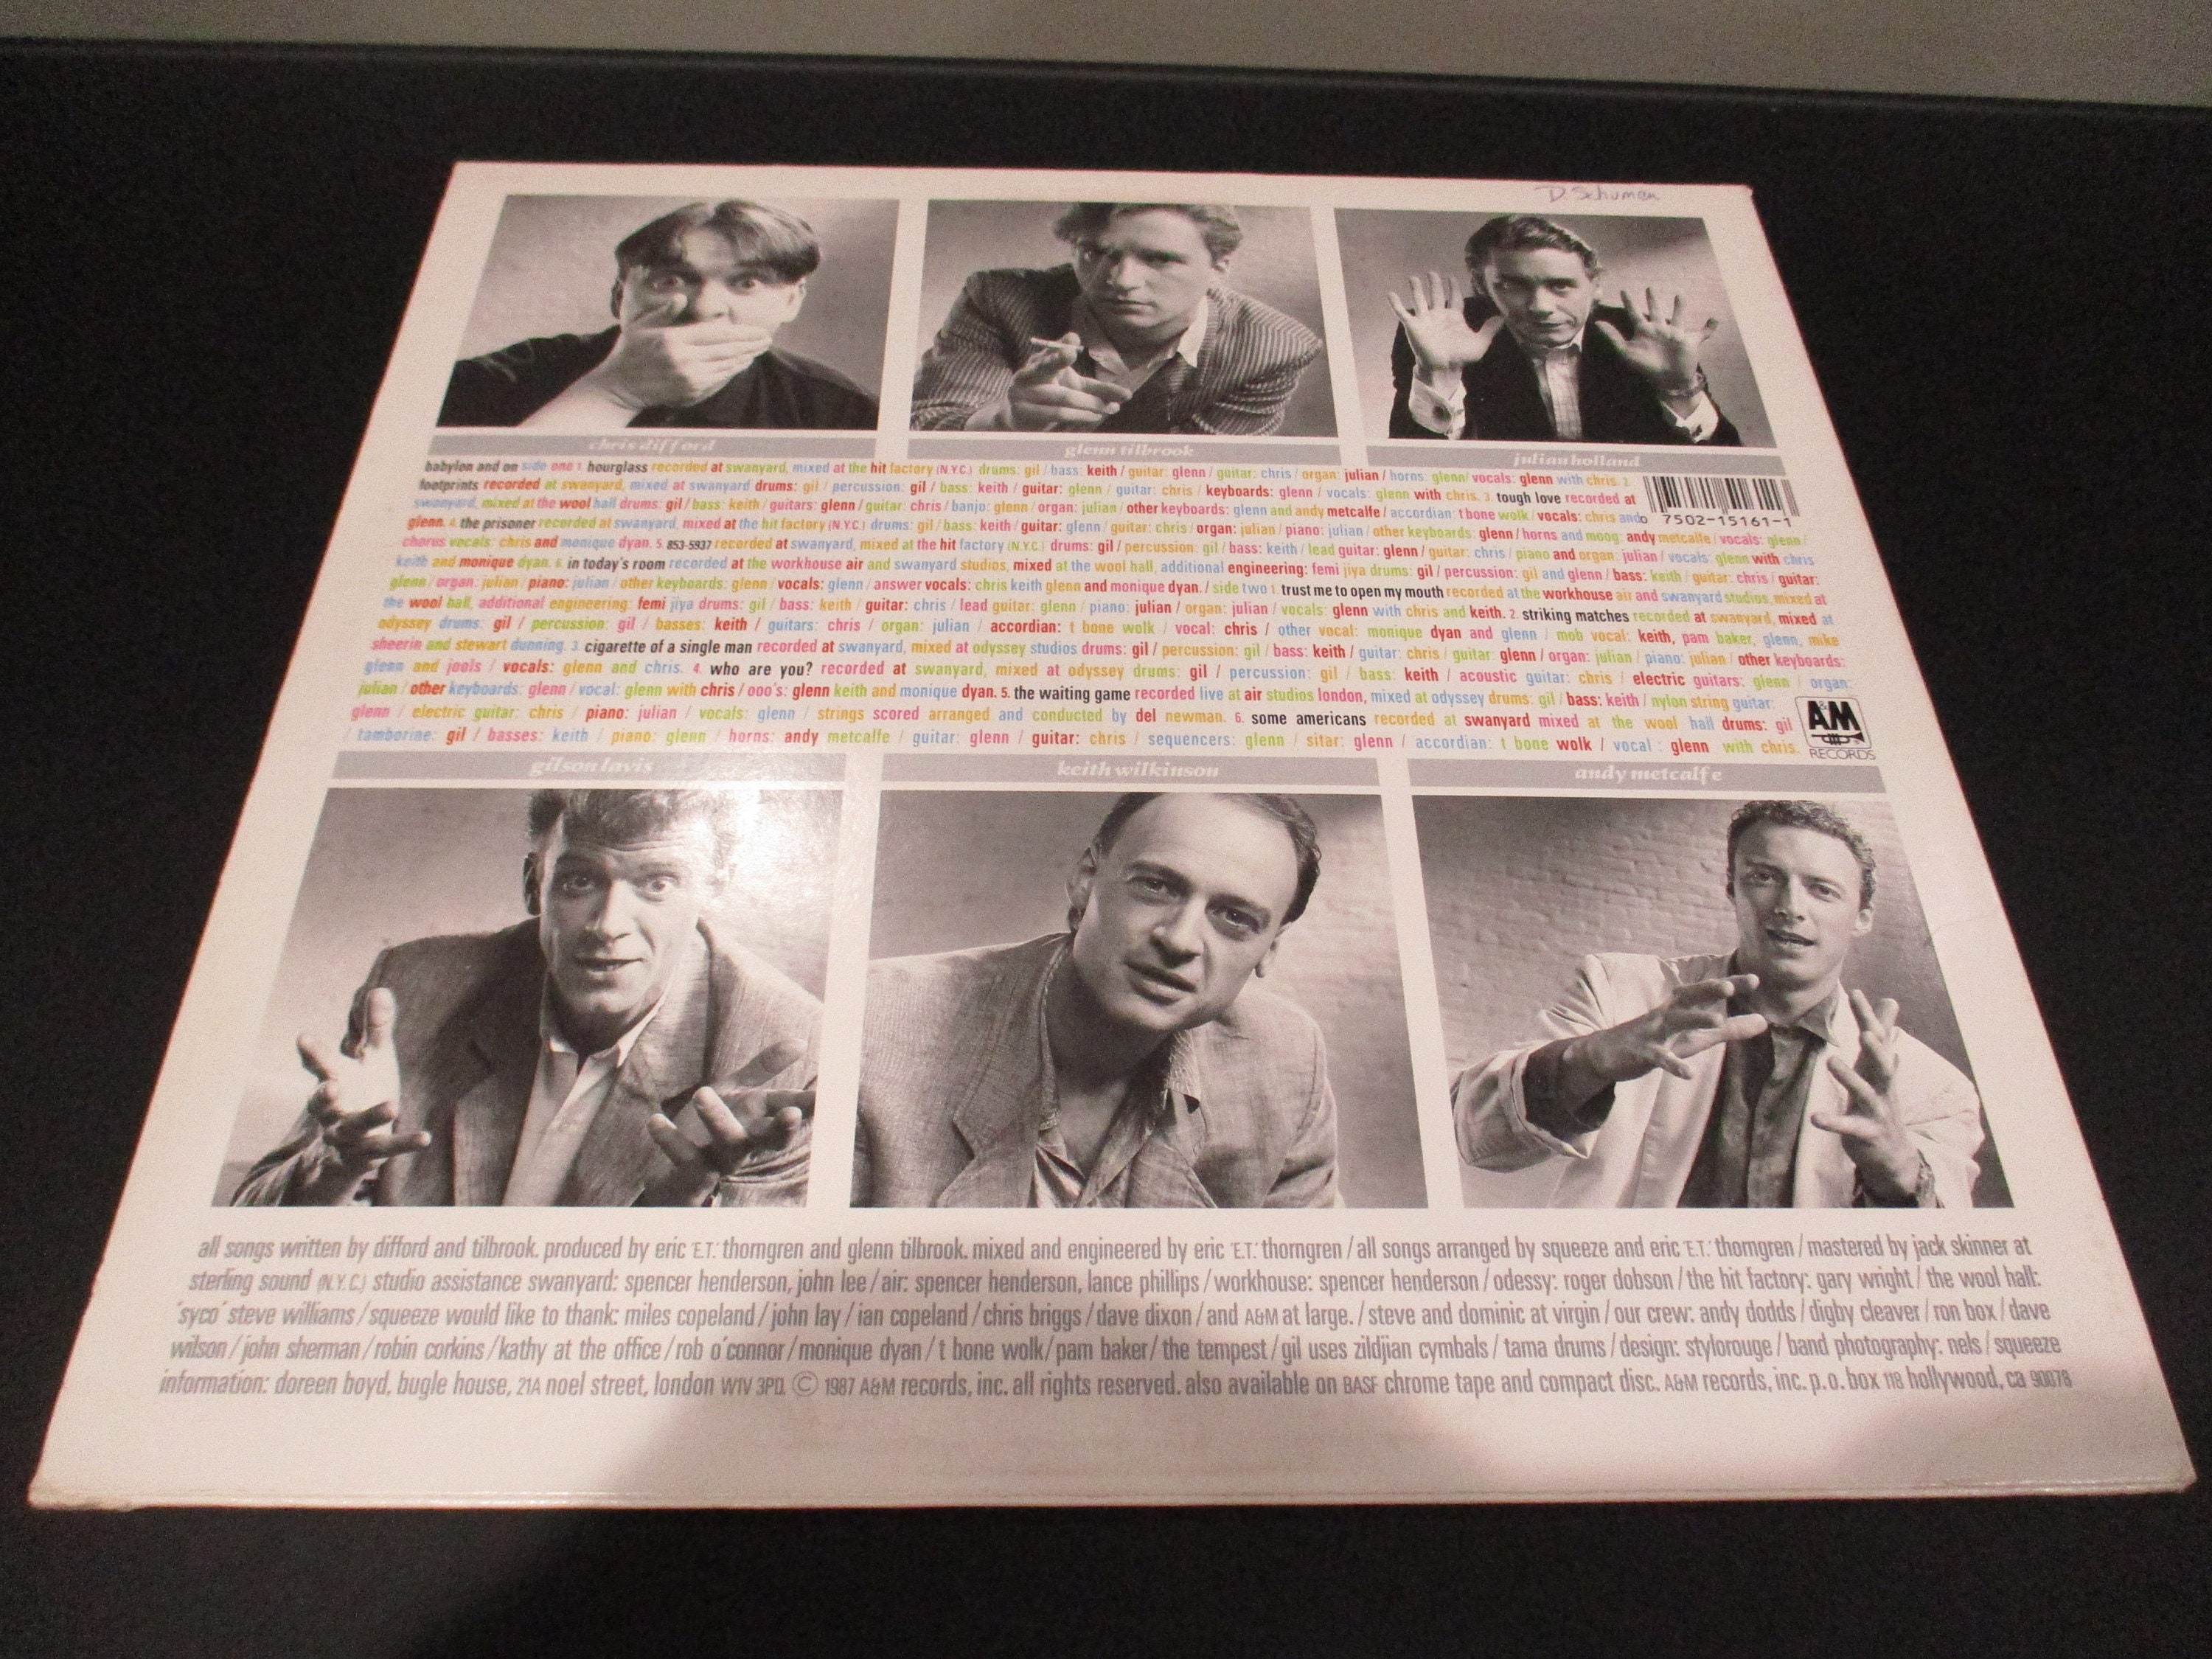 D. Schuman
chris difford
glenn tilbrook
julian holland
babylon and on side one 1. hourglass recorded at swanyard, mixed at the hit factory (N.Y.C.) drums: gil / bass: keith / guitar: glenn / guitar: chris / organ: julian / horns: glenn / vocals: glenn with chris. 2.
footprints recorded at swanyard, mixed at swanyard drums: gil / percussion: gil / bass: keith / guitar: glenn / guitar: chris / keyboards: glenn / vocals: glenn with chris. 3. tough love recorded at
swanyard, mixed at the wool hall drums: gil / bass: keith / guitars: glenn / guitar: chris / banjo: glenn / organ: julian / other keyboards: glenn and andy metcalfe / accordian: t bone wolk / vocals: chris and
0 7502-15161-1
glenn. 4. the prisoner recorded at swanyard, mixed at the hit factory (N.Y.C.) drums: gil / bass: keith / guitar: glenn / guitar: chris / organ: julian / piano: julian / other keyboards: glenn / horns and moog: andy metcalfe / vocals: glenn /
chorus vocals: chris and monique dyan. 5. 853-5937 recorded at swanyard, mixed at the hit factory (N.Y.C.) drums: gil / percussion: gil / bass: keith / lead guitar: glenn / guitar: chris / piano and organ: julian / vocals: glenn with chris
keith and monique dyan. 6. in today's room recorded at the workhouse air and swanyard studios, mixed at the wool hall, additional engineering: femi jiya drums: gil / percussion: gil and glenn / bass: keith / guitar: chris / guitar:
glenn / organ: julian / piano: julian / other keyboards: glenn / vocals: glenn / answer vocals: chris keith glenn and monique dyan. / side two 1. trust me to open my mouth recorded at the workhouse air and swanyard studios, mixed at
the wool hall, additional engineering: femi jiya drums: gil / bass: keith / guitar: chris / lead guitar: glenn / piano: julian / organ: julian / vocals: glenn with chris and keith. 2. striking matches recorded at swanyard, mixed at
odyssey drums: gil / percussion: gil / basses: keith / guitars: chris / organ: julian / accordian: t bone wolk / vocal: chris / other vocal: monique dyan and glenn / mob vocal: keith, pam baker, glenn, mike
sheerin and stewart dunning. 3. cigarette of a single man recorded at swanyard, mixed at odyssey studios drums: gil / percussion: gil / bass: keith / guitar: chris / guitar: glenn / organ: julian / piano: julian / other keyboards:
glenn and jools / vocals: glenn and chris. 4. who are you? recorded at swanyard, mixed at odyssey drums: gil / percussion: gil / bass: keith / acoustic guitar: chris / electric guitars: glenn / organ:
julian / other keyboards: glenn / vocal: glenn with chris / ooo's: glenn keith and monique dyan. 5. the waiting game recorded live at air studios london, mixed at odyssey drums: gil / bass: keith / nylon string guitar:
glenn / electric guitar: chris / piano: julian / vocals: glenn / strings scored arranged and conducted by del newman. 6. some americans recorded at swanyard mixed at the wool hall drums: gil
/ tamborine: gil / basses: keith / piano: glenn / horns: andy metcalfe / guitar: glenn / guitar: chris / sequencers: glenn / sitar: glenn / accordian: t bone wolk / vocal : glenn with chris.
A&M
RECORDS
gilson lavis
keith wilkinson
andy metcalfe
all songs written by difford and tilbrook. produced by eric 'E.T.' thorngren and glenn tilbrook. mixed and engineered by eric 'E.T.' thorngren / all songs arranged by squeeze and eric 'E.T.' thorngren / mastered by jack skinner at
sterling sound (N.Y.C.) studio assistance swanyard: spencer henderson, john lee / air: spencer henderson, lance phillips / workhouse: spencer henderson / odessy: roger dobson / the hit factory: gary wright / the wool hall:
'syco' steve williams / squeeze would like to thank: miles copeland / john lay / ian copeland / chris briggs / dave dixon / and A&M at large. / steve and dominic at virgin / our crew: andy dodds / digby cleaver / ron box / dave
wilson / john sherman / robin corkins / kathy at the office / rob o'connor / monique dyan / t bone wolk / pam baker / the tempest / gil uses zildjian cymbals / tama drums / design: stylorouge / band photography: nels / squeeze
information: doreen boyd, bugle house, 21A noel street, london W1V 3PD. © 1987 A&M records, inc. all rights reserved. also available on BASF chrome tape and compact disc. A&M records, inc. p.o. box 118 hollywood, ca 90078